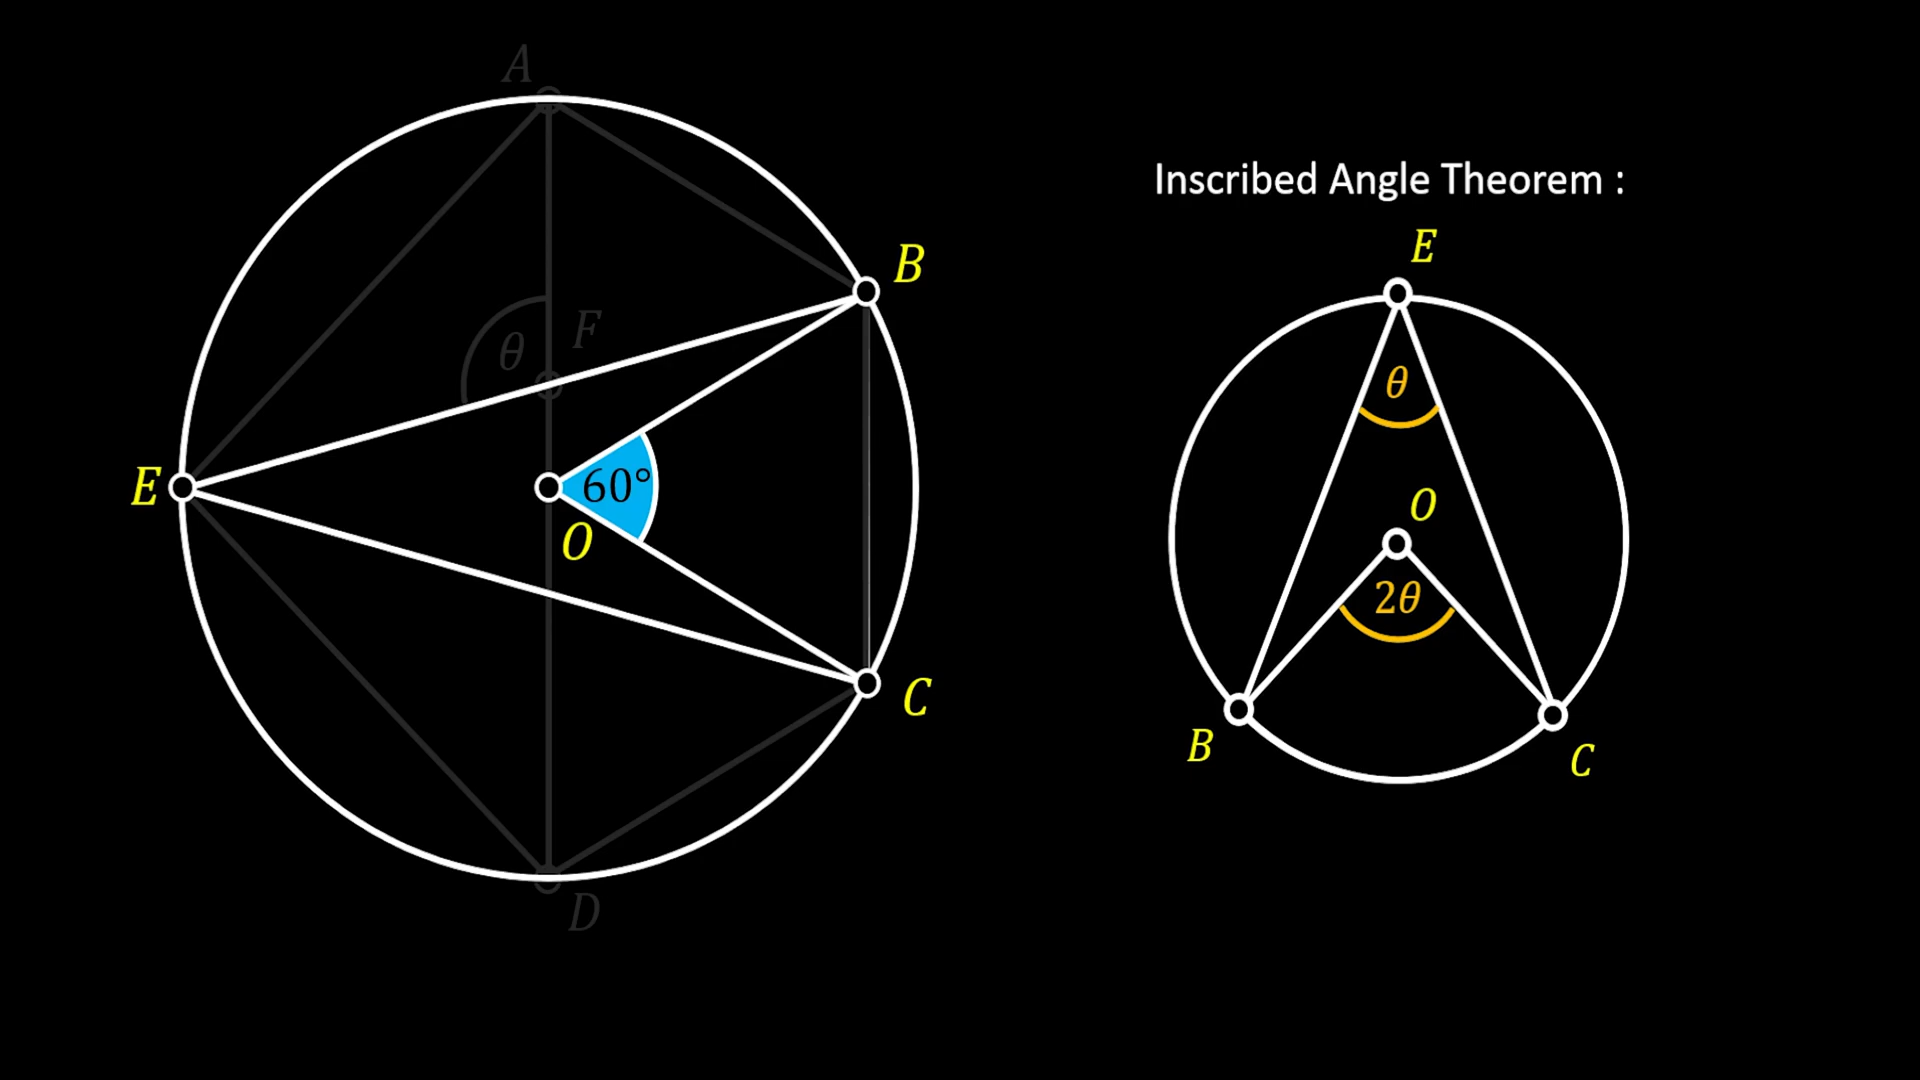 A
B
F
θ
E
60°
O
C
D
Inscribed Angle Theorem :
E
θ
O
2θ
B
C